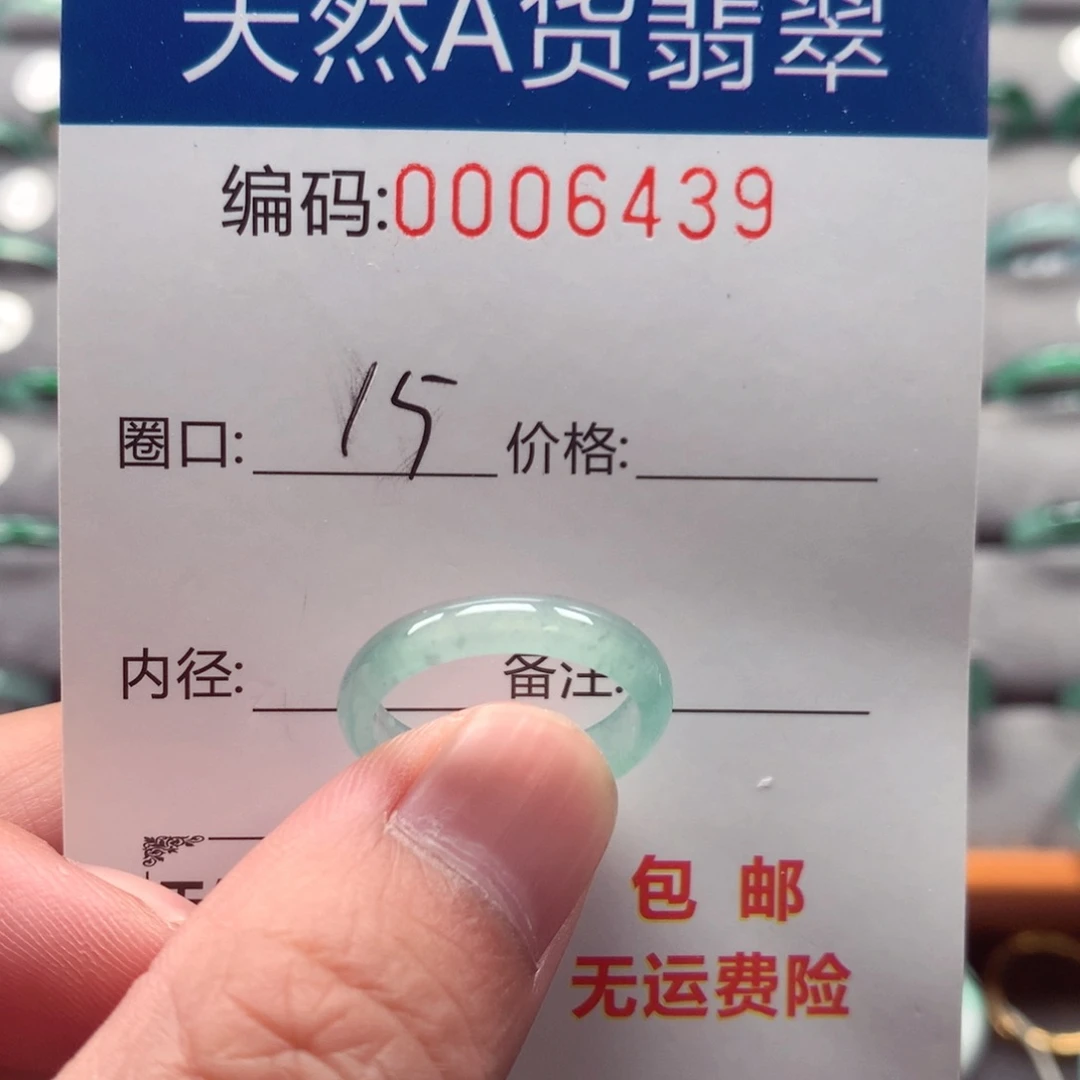 天然A货翡翠
编码:0006439
圈口: 15 价格:
内径: 备注:
包 邮
无运费险